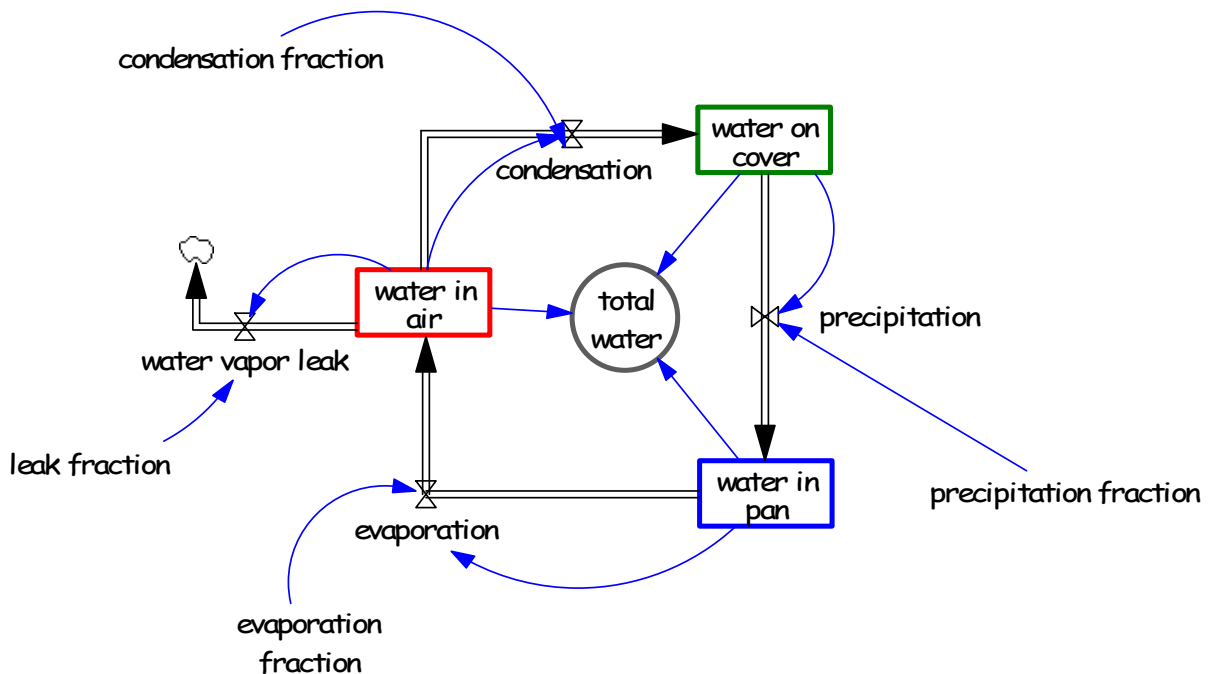 condensation fraction
water on
cover
condensation
water in
air
total
water
precipitation
water vapor leak
leak fraction
water in
pan
precipitation fraction
evaporation
evaporation
fraction